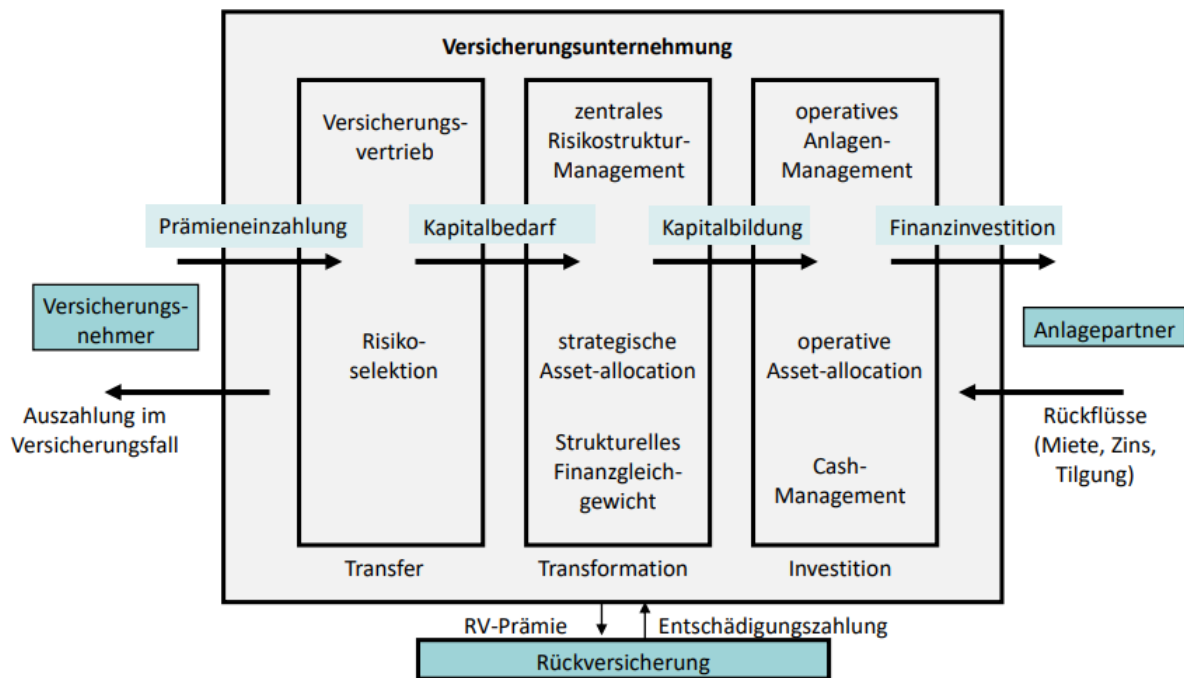 Versicherungsunternehmung
Versicherungs-
vertrieb
zentrales
Risikostruktur-
Management
operatives
Anlagen-
Management
Prämieneinzahlung
Kapitalbedarf
Kapitalbildung
Finanzinvestition
Versicherungs-
nehmer
Risiko-
selektion
strategische
Asset-allocation
operative
Asset-allocation
Anlagepartner
Auszahlung im
Versicherungsfall
Strukturelles
Finanzgleich-
gewicht
Cash-
Management
Rückflüsse
(Miete, Zins,
Tilgung)
Transfer
Transformation
Investition
RV-Prämie
Entschädigungszahlung
Rückversicherung